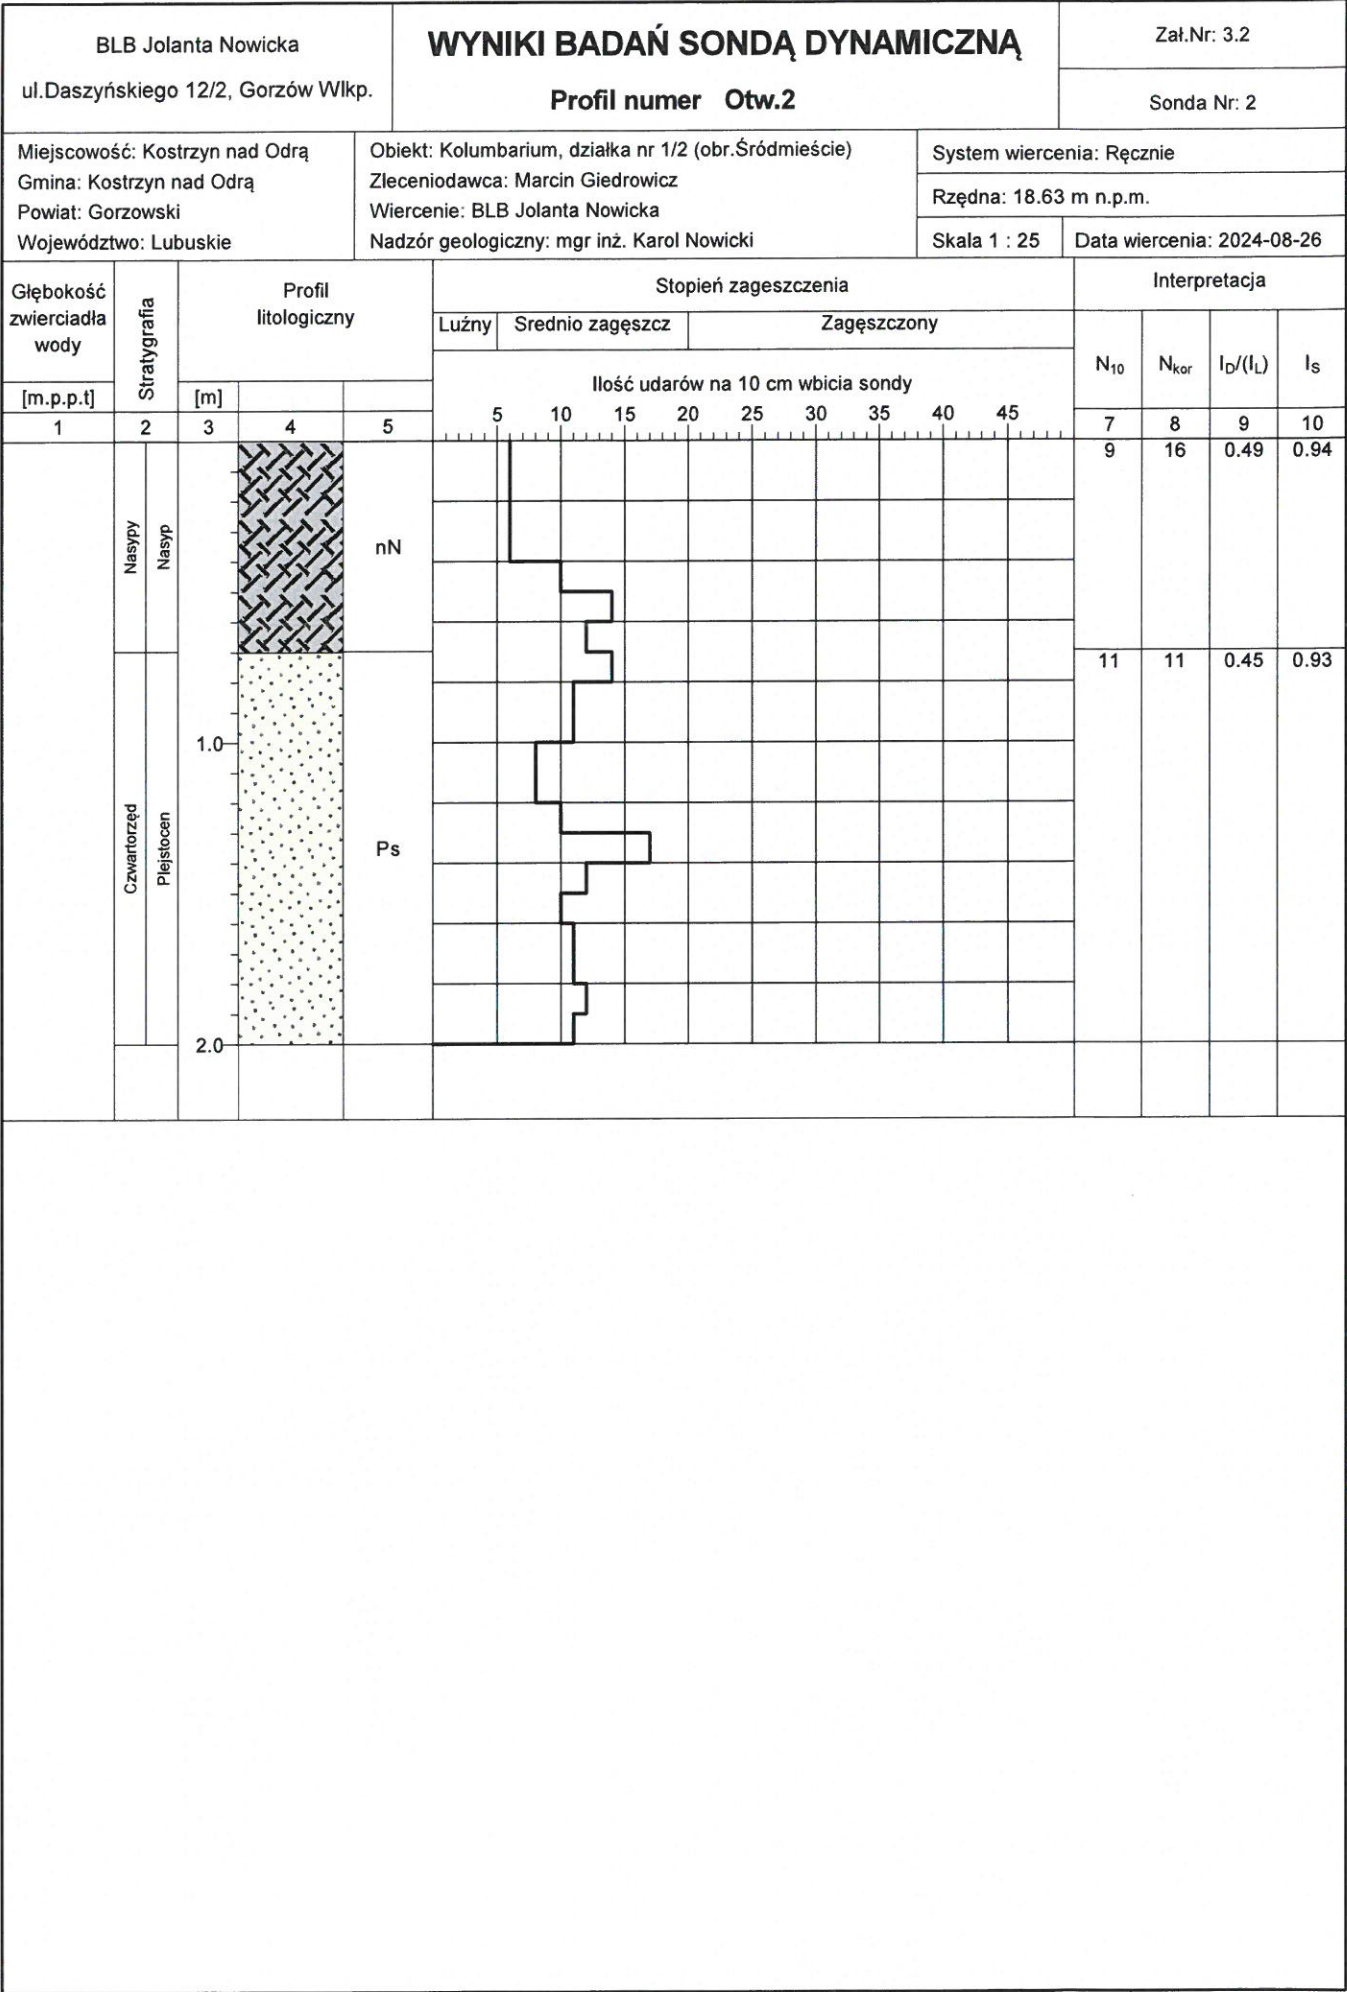 BLB Jolanta Nowicka
ul.Daszyńskiego 12/2, Gorzów Wlkp.
WYNIKI BADAŃ SONDĄ DYNAMICZNĄ
Profil numer Otw.2
Zał.Nr: 3.2
Sonda Nr: 2
Miejscowość: Kostrzyn nad Odrą
Gmina: Kostrzyn nad Odrą
Powiat: Gorzowski
Województwo: Lubuskie
Obiekt: Kolumbarium, działka nr 1/2 (obr.Śródmieście)
Zleceniodawca: Marcin Giedrowicz
Wiercenie: BLB Jolanta Nowicka
Nadzór geologiczny: mgr inż. Karol Nowicki
System wiercenia: Ręcznie
Rzędna: 18.63 m n.p.m.
Skala 1 : 25 Data wiercenia: 2024-08-26
Głębokość
zwierciadła
wody
[m.p.p.t]
Stratygrafia
Profil
litologiczny
[m]
Stopień zageszczenia
Luźny Srednio zagęszcz Zagęszczony
Ilość udarów na 10 cm wbicia sondy
5 10 15 20 25 30 35 40 45
Interpretacja
N10 Nkor ID/(IL) IS
1 2 3 4 5 7 8 9 10
Nasypy
Nasyp
nN
9 16 0.49 0.94
11 11 0.45 0.93
1.0
Czwartorzęd
Plejstocen
Ps
2.0